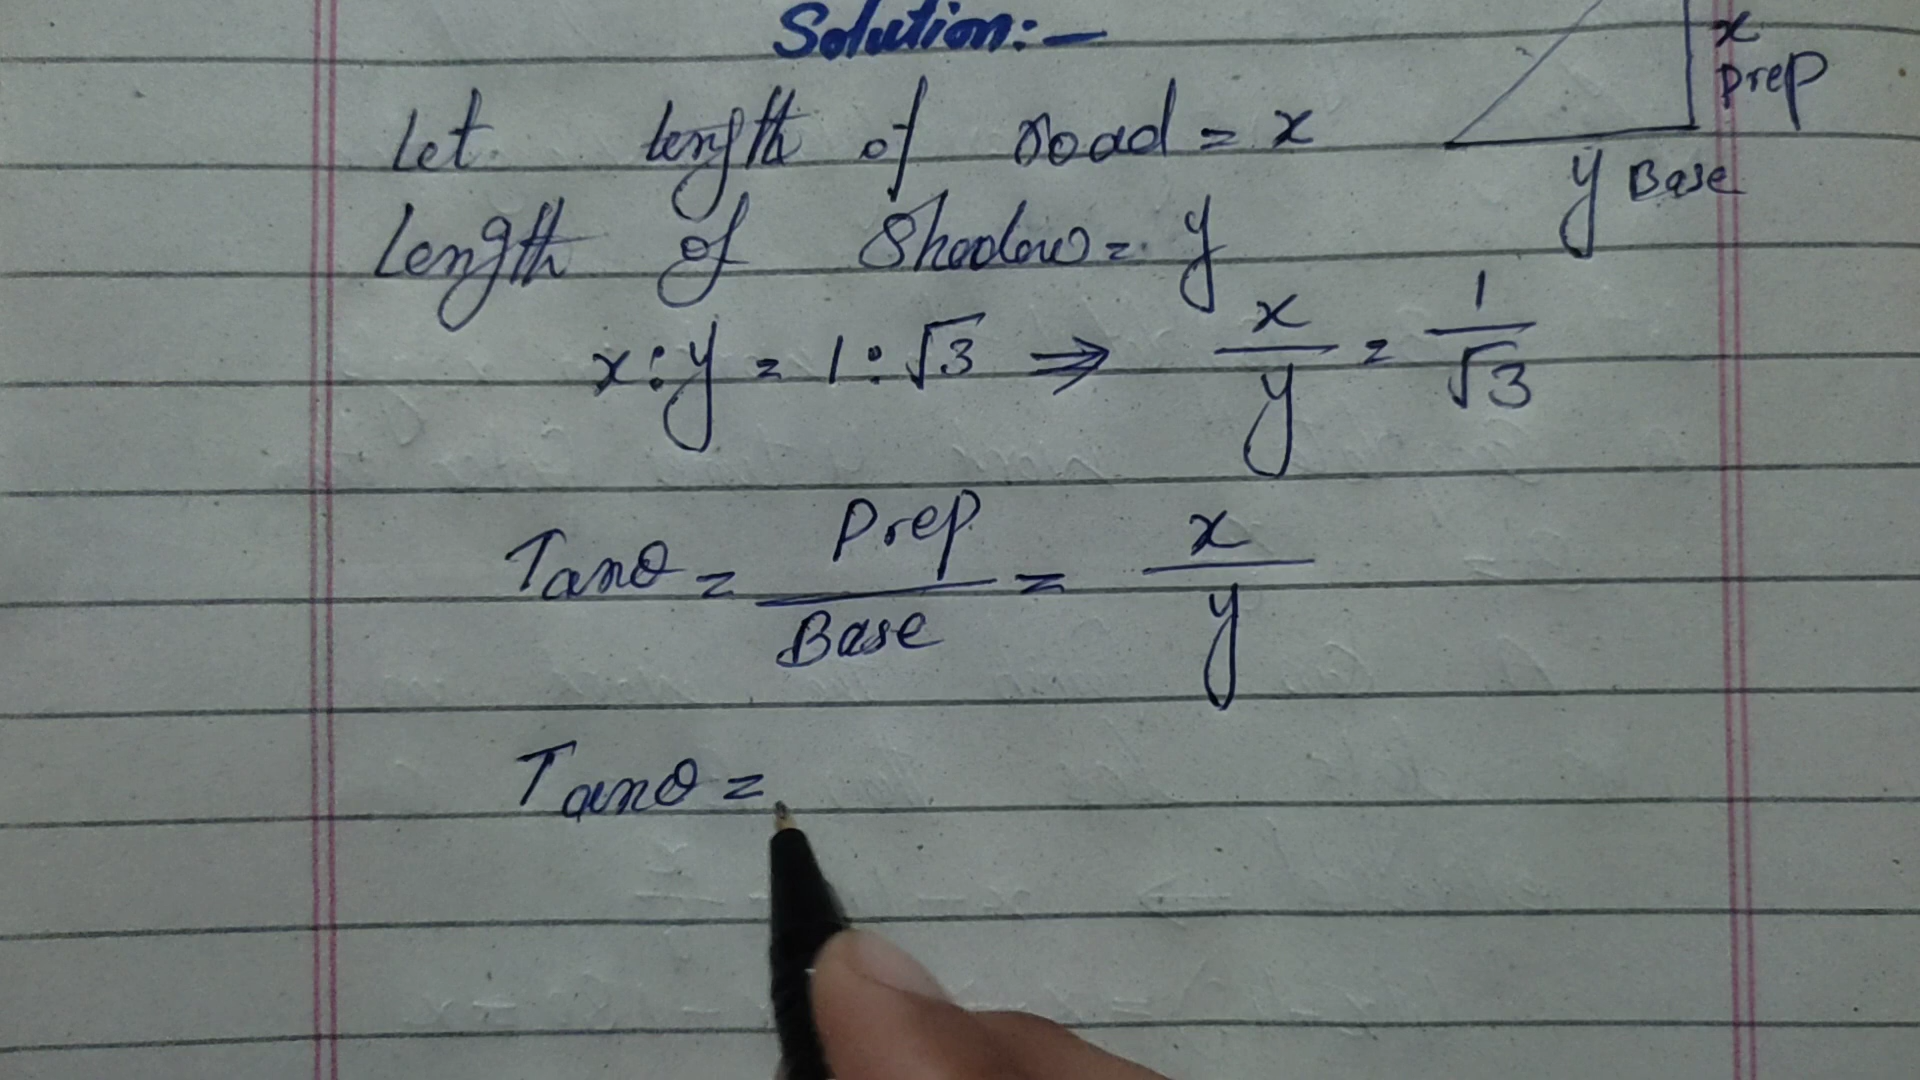 Solution:-
x
Prep
Let length of road = x
y Base
Length of Shadow = y
x : y = 1 : √3 ⇒ x/y = 1/√3
Tanθ = Prep/Base = x/y
Tanθ =